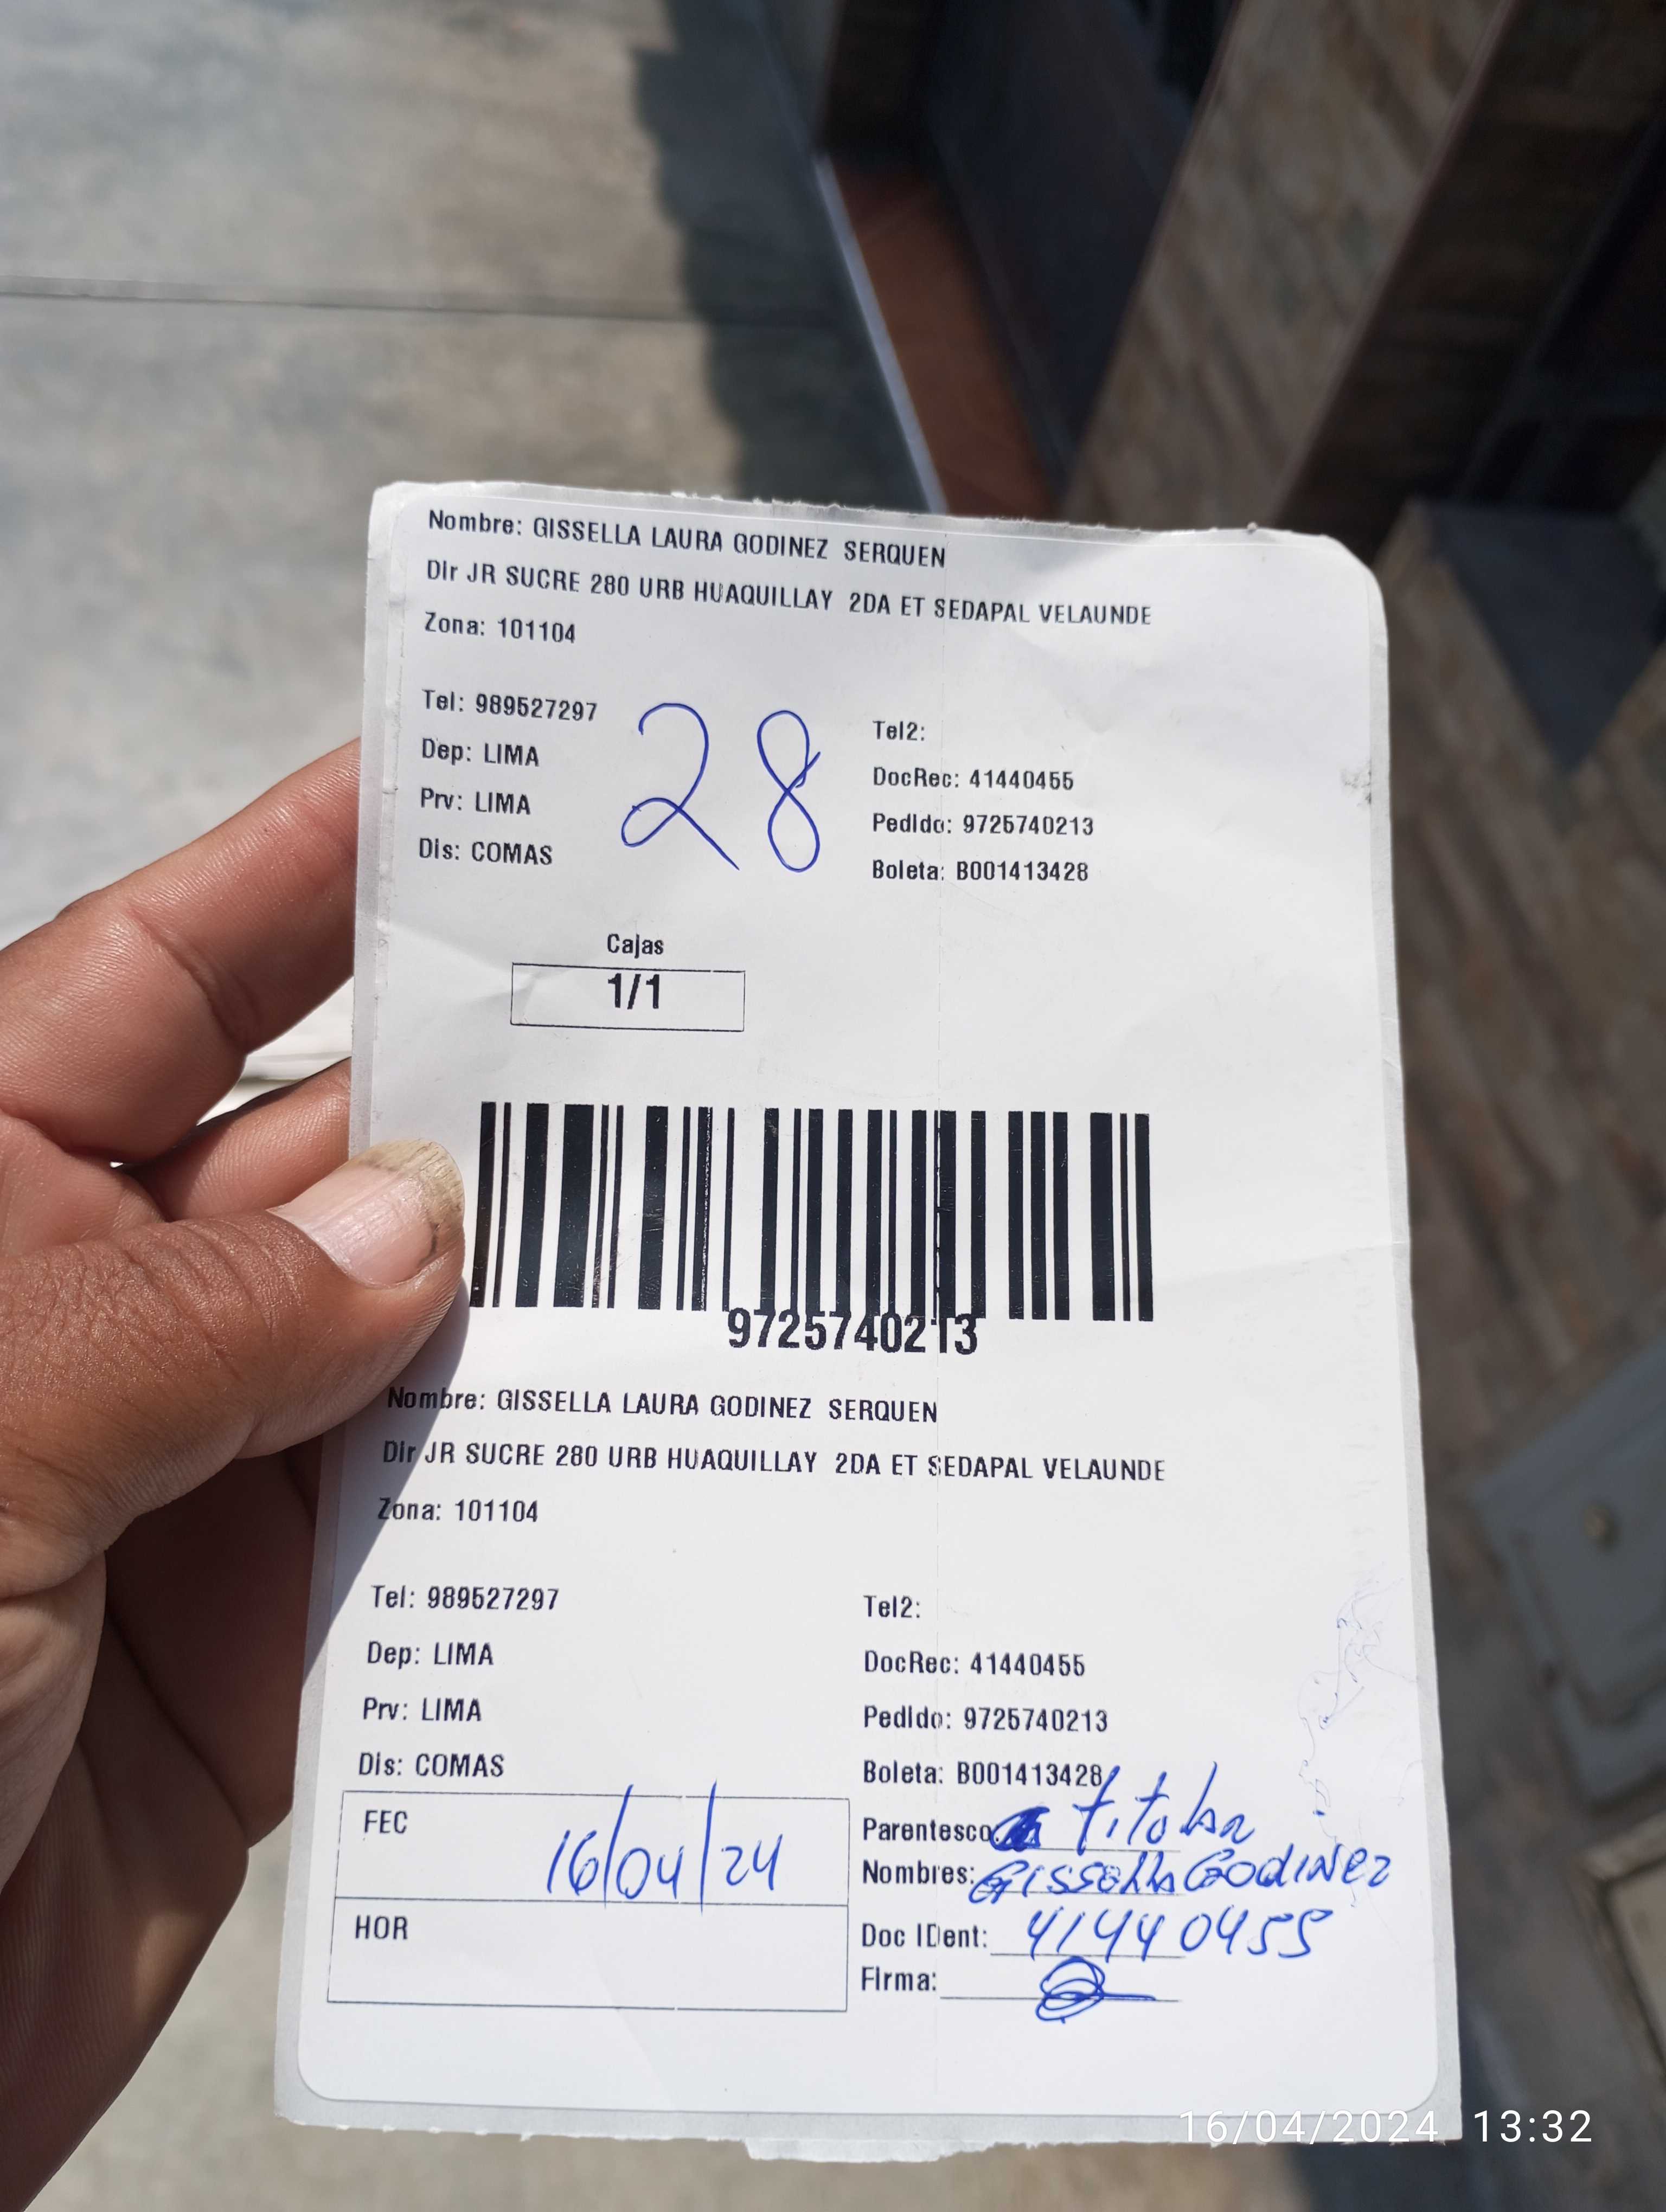 Nombre: GISSELLA LAURA GODINEZ SERQUEN
Dir JR SUCRE 280 URB HUAQUILLAY 2DA ET SEDAPAL VELAUNDE
Zona: 101104
Tel: 989527297
28
Tel2:
Dep: LIMA
DocRec: 41440455
Prv: LIMA
Pedido: 9725740213
Dis: COMAS
Boleta: B001413428
Cajas
1/1
9725740213
Nombre: GISSELLA LAURA GODINEZ SERQUEN
Dir JR SUCRE 280 URB HUAQUILLAY 2DA ET SEDAPAL VELAUNDE
Zona: 101104
Tel: 989527297
Tel2:
Dep: LIMA
DocRec: 41440455
Prv: LIMA
Pedido: 9725740213
Dis: COMAS
Boleta: B001413428
FEC 16/04/24
HOR
Parentesco: titular
Nombres: Gissella Godinez
Doc IDent: 41440455
Firma:
16/04/2024 13:32